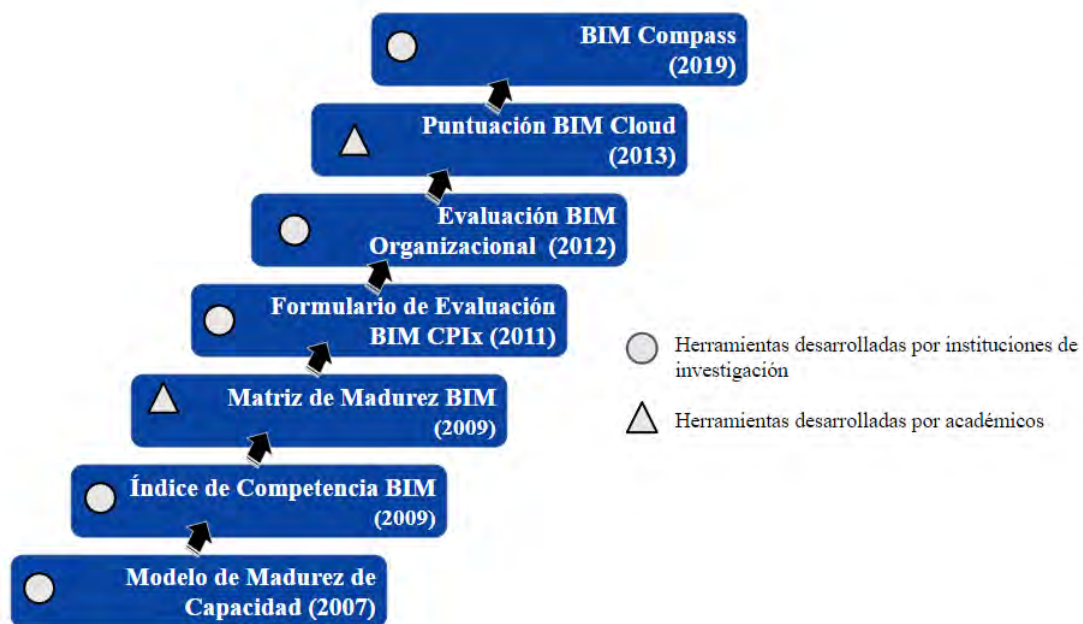 BIM Compass
(2019)
Puntuación BIM Cloud
(2013)
Evaluación BIM
Organizacional (2012)
Formulario de Evaluación
BIM CPIx (2011)
Matriz de Madurez BIM
(2009)
Índice de Competencia BIM
(2009)
Modelo de Madurez de
Capacidad (2007)
Herramientas desarrolladas por instituciones de
investigación
Herramientas desarrolladas por académicos